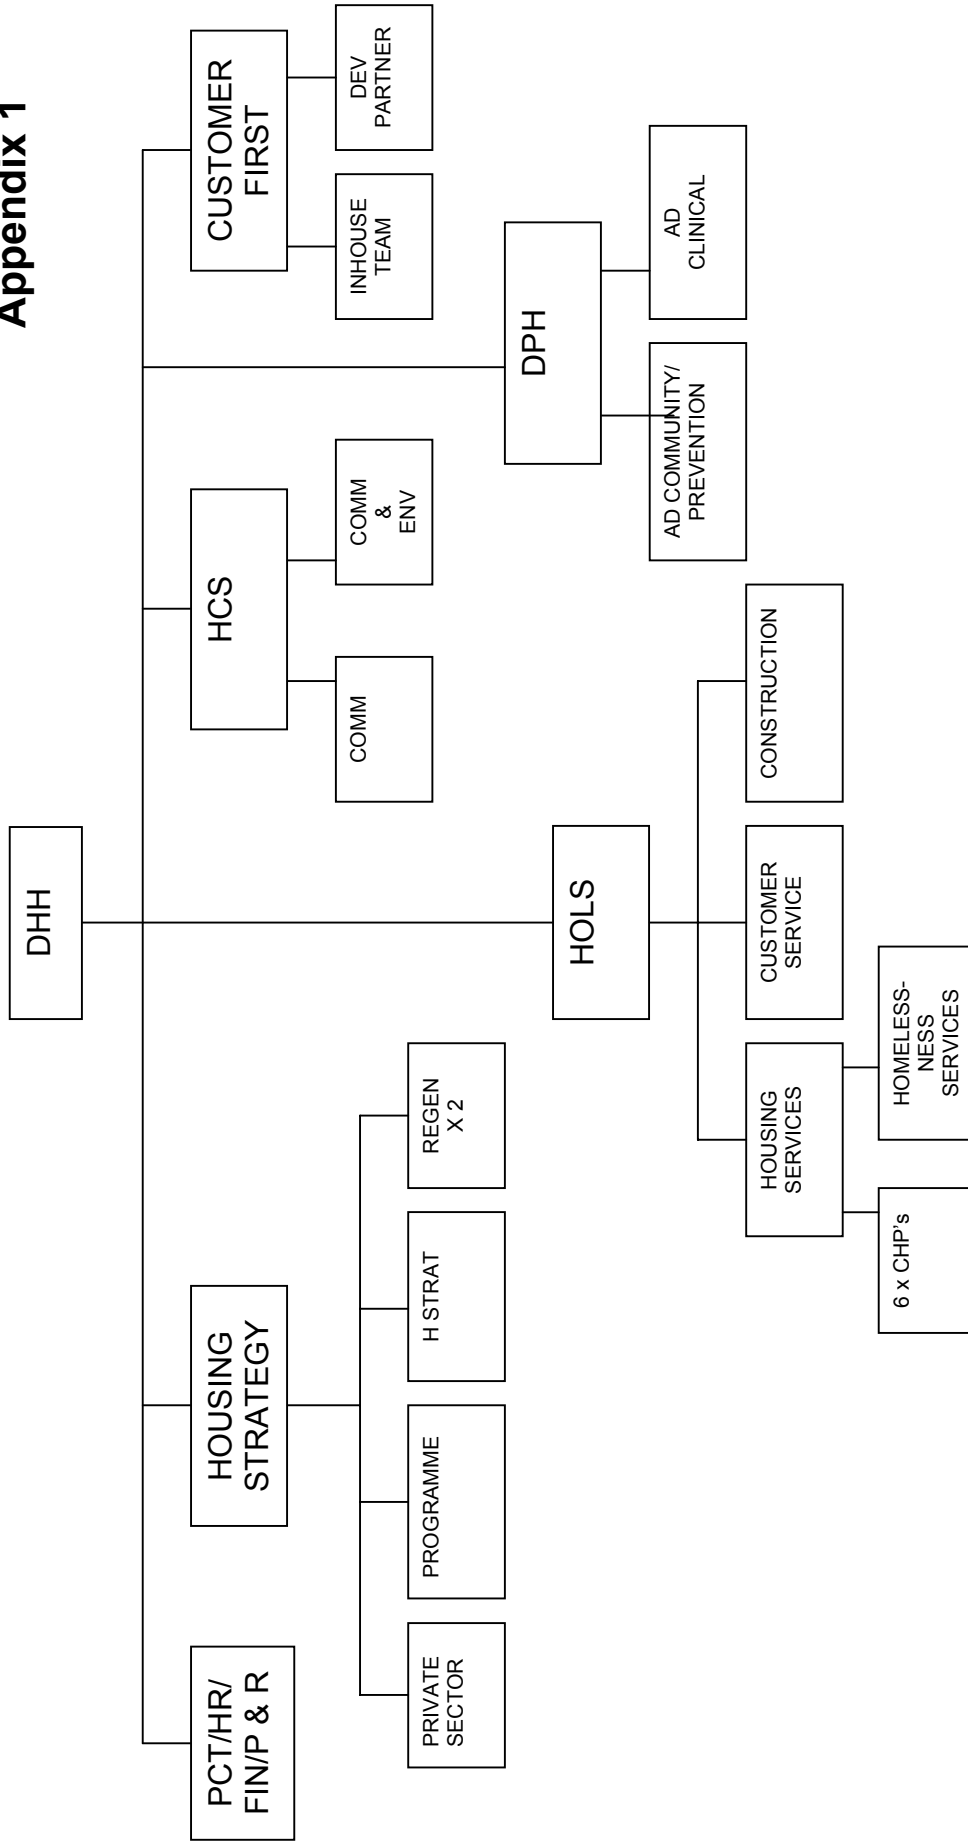 Appendix 1
DHH
PCT/HR/
FIN/P & R
HOUSING
STRATEGY
HCS
CUSTOMER
FIRST
PRIVATE
SECTOR
PROGRAMME
H STRAT
REGEN
X 2
COMM
COMM
&
ENV
INHOUSE
TEAM
DEV
PARTNER
HOLS
DPH
HOUSING
SERVICES
CUSTOMER
SERVICE
CONSTRUCTION
AD COMMUNITY/
PREVENTION
AD
CLINICAL
6 x CHP's
HOMELESS-
NESS
SERVICES